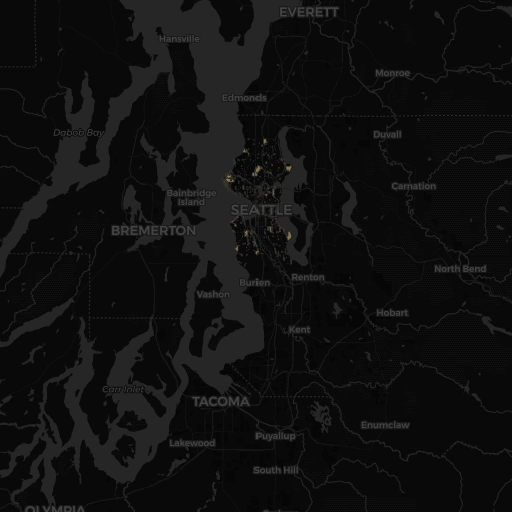 EVERETT
Hansville
Monroe
Edmonds
Dabob Bay
Duvall
Carnation
Bainbridge
Island
SEATTLE
BREMERTON
North Bend
Renton
Burien
Vashon
Hobart
Kent
Carr Inlet
TACOMA
Enumclaw
Puyallup
Lakewood
South Hill
OLYMPIA